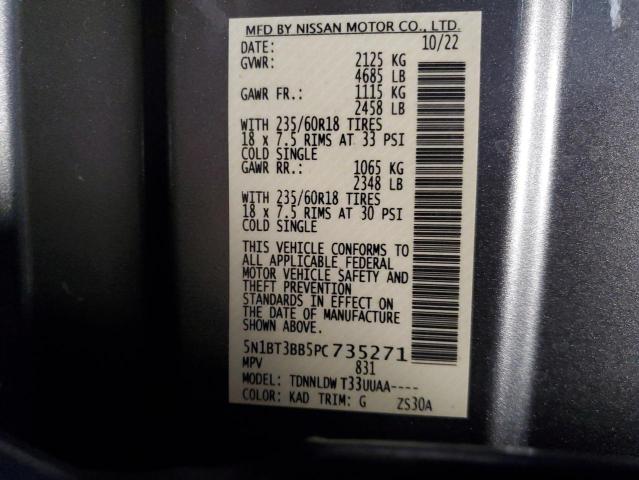 MFD BY NISSAN MOTOR CO., LTD.
DATE: 10/22
GVWR: 2125 KG
4685 LB
GAWR FR.: 1115 KG
2458 LB
WITH 235/60R18 TIRES
18 x 7.5 RIMS AT 33 PSI
COLD SINGLE
GAWR RR.: 1065 KG
2348 LB
WITH 235/60R18 TIRES
18 x 7.5 RIMS AT 30 PSI
COLD SINGLE
THIS VEHICLE CONFORMS TO
ALL APPLICABLE FEDERAL
MOTOR VEHICLE SAFETY AND
THEFT PREVENTION
STANDARDS IN EFFECT ON
THE DATE OF MANUFACTURE
SHOWN ABOVE.
5N1BT3BB5PC735271
MPV 831
MODEL: TDNNLDW T33UUAA----
COLOR: KAD TRIM: G ZS30A